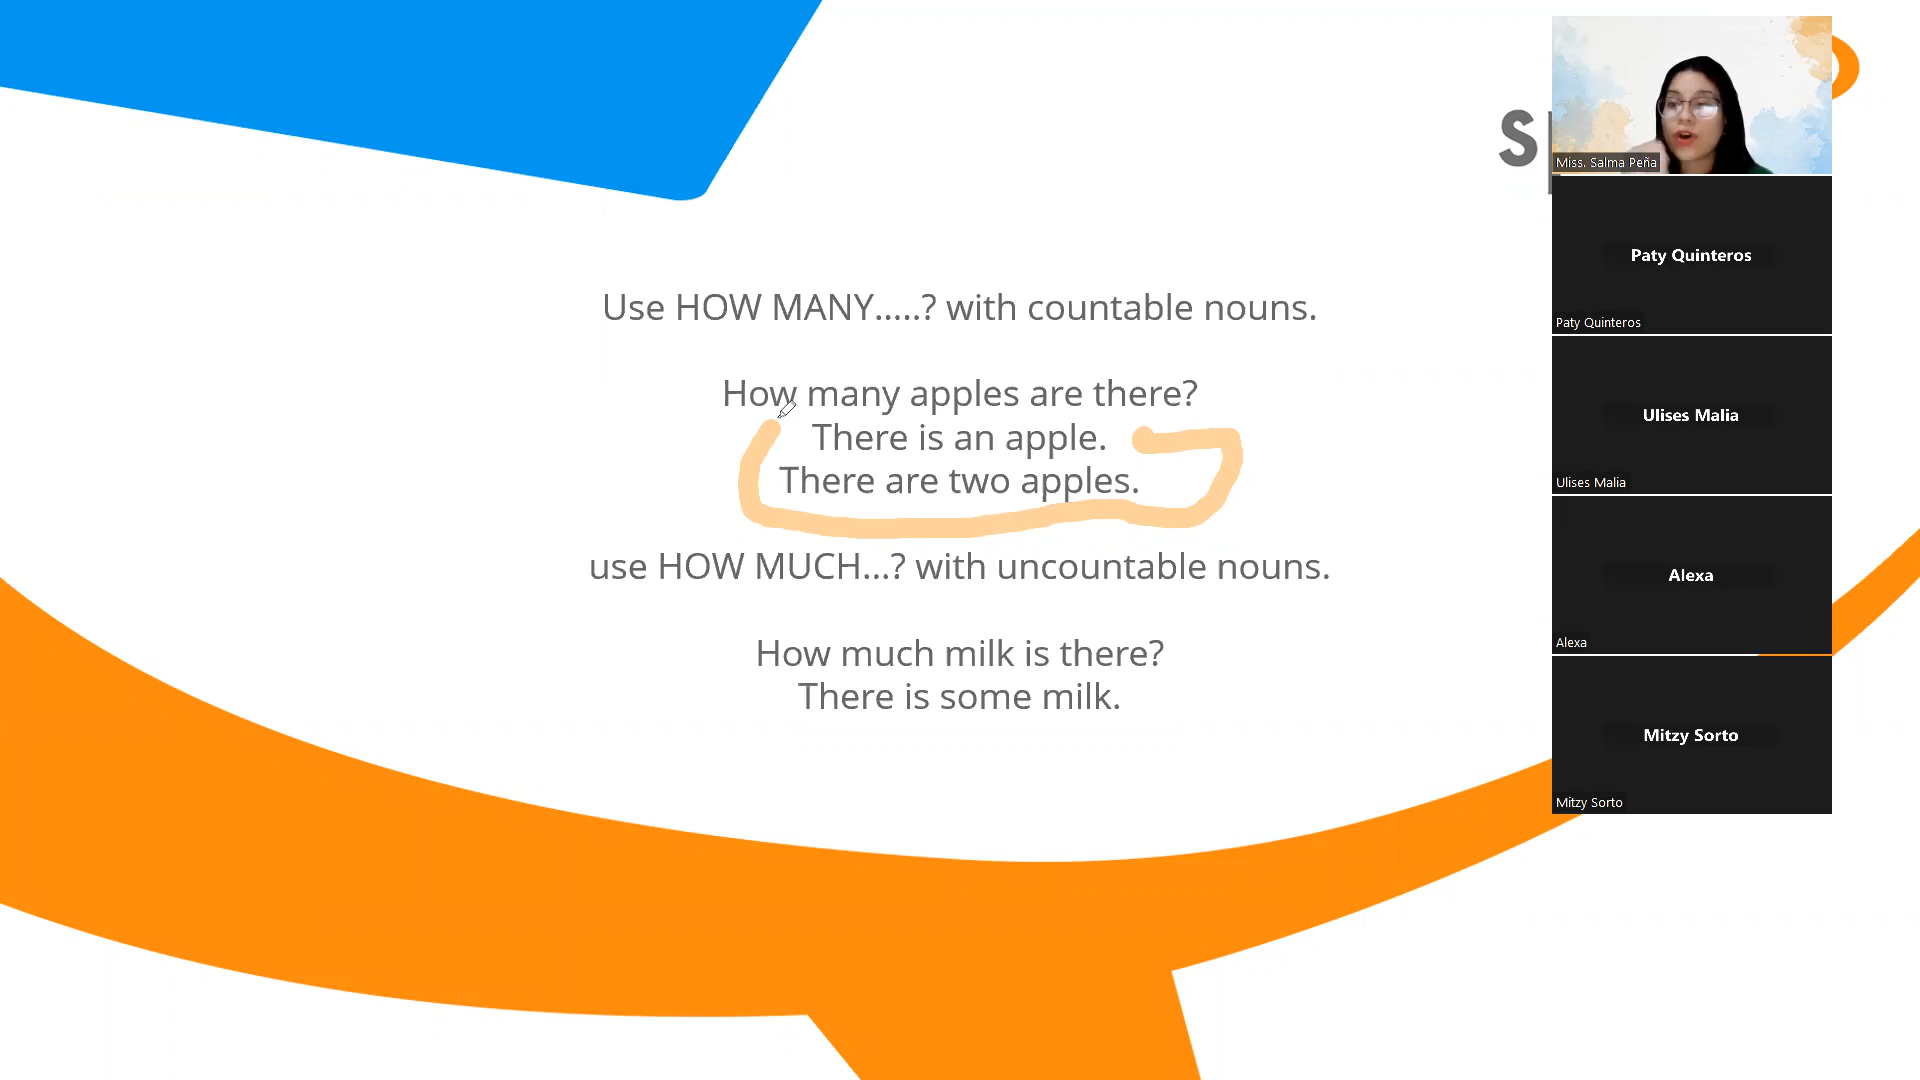 Use HOW MANY.....? with countable nouns.
How many apples are there?
There is an apple.
There are two apples.
use HOW MUCH...? with uncountable nouns.
How much milk is there?
There is some milk.
S
Miss. Salma Peña
Paty Quinteros
Paty Quinteros
Ulises Malia
Ulises Malia
Alexa
Alexa
Mitzy Sorto
Mitzy Sorto